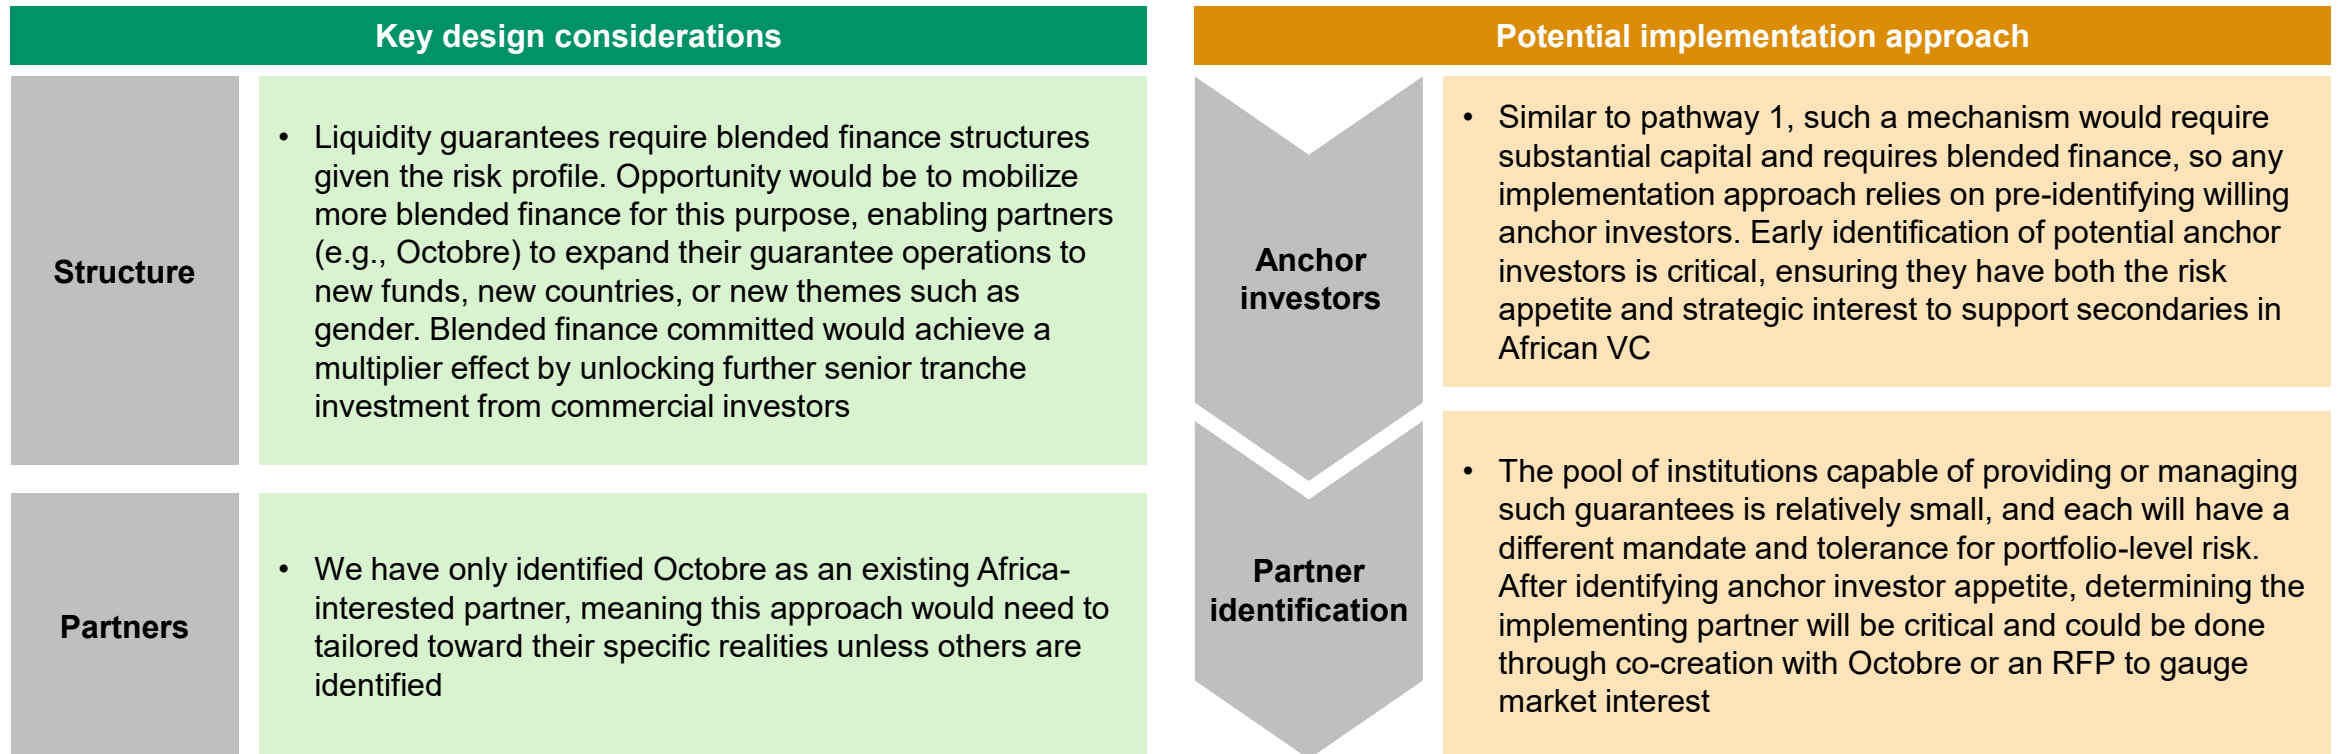 Key design considerations
Structure
• Liquidity guarantees require blended finance structures
given the risk profile. Opportunity would be to mobilize
more blended finance for this purpose, enabling partners
(e.g., Octobre) to expand their guarantee operations to
new funds, new countries, or new themes such as
gender. Blended finance committed would achieve a
multiplier effect by unlocking further senior tranche
investment from commercial investors
Partners
• We have only identified Octobre as an existing Africa-
interested partner, meaning this approach would need to
tailored toward their specific realities unless others are
identified
Potential implementation approach
Anchor
investors
• Similar to pathway 1, such a mechanism would require
substantial capital and requires blended finance, so any
implementation approach relies on pre-identifying willing
anchor investors. Early identification of potential anchor
investors is critical, ensuring they have both the risk
appetite and strategic interest to support secondaries in
African VC
Partner
identification
• The pool of institutions capable of providing or managing
such guarantees is relatively small, and each will have a
different mandate and tolerance for portfolio-level risk.
After identifying anchor investor appetite, determining the
implementing partner will be critical and could be done
through co-creation with Octobre or an RFP to gauge
market interest